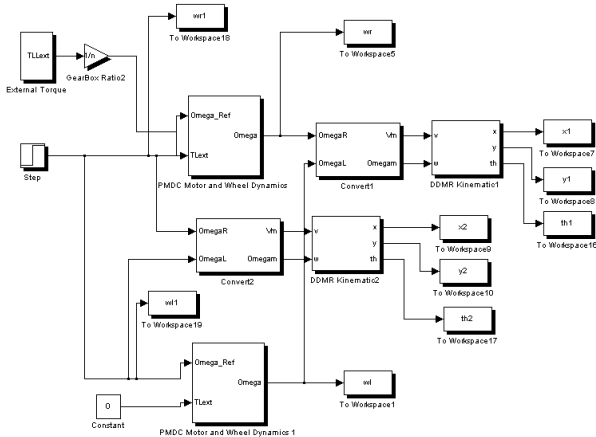 wr1
To Workspace18
wr
To Workspace5
TLLext
External Torque
1/n
GearBox Ratio2
Omega_Ref
TLext
Omega
PMDC Motor and Wheel Dynamics
Step
OmegaR
OmegaL
Vm
Omegam
Convert1
v
w
x
y
th
DDMR Kinematic1
x1
To Workspace7
y1
To Workspace8
th1
To Workspace16
OmegaR
OmegaL
Vm
Omegam
Convert2
v
w
x
y
th
DDMR Kinematic2
x2
To Workspace9
y2
To Workspace10
th2
To Workspace17
wl1
To Workspace19
Omega_Ref
TLext
Omega
PMDC Motor and Wheel Dynamics 1
0
Constant
wl
To Workspace1